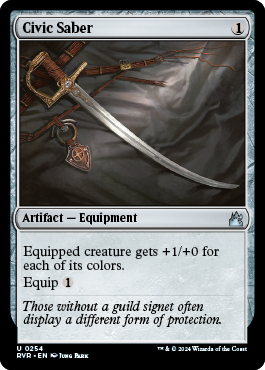 Civic Saber 1
Artifact — Equipment
Equipped creature gets +1/+0 for
each of its colors.
Equip 1
Those without a guild signet often
display a different form of protection.
U 0254
RVR • EN Jung Park ™ & © 2024 Wizards of the Coast